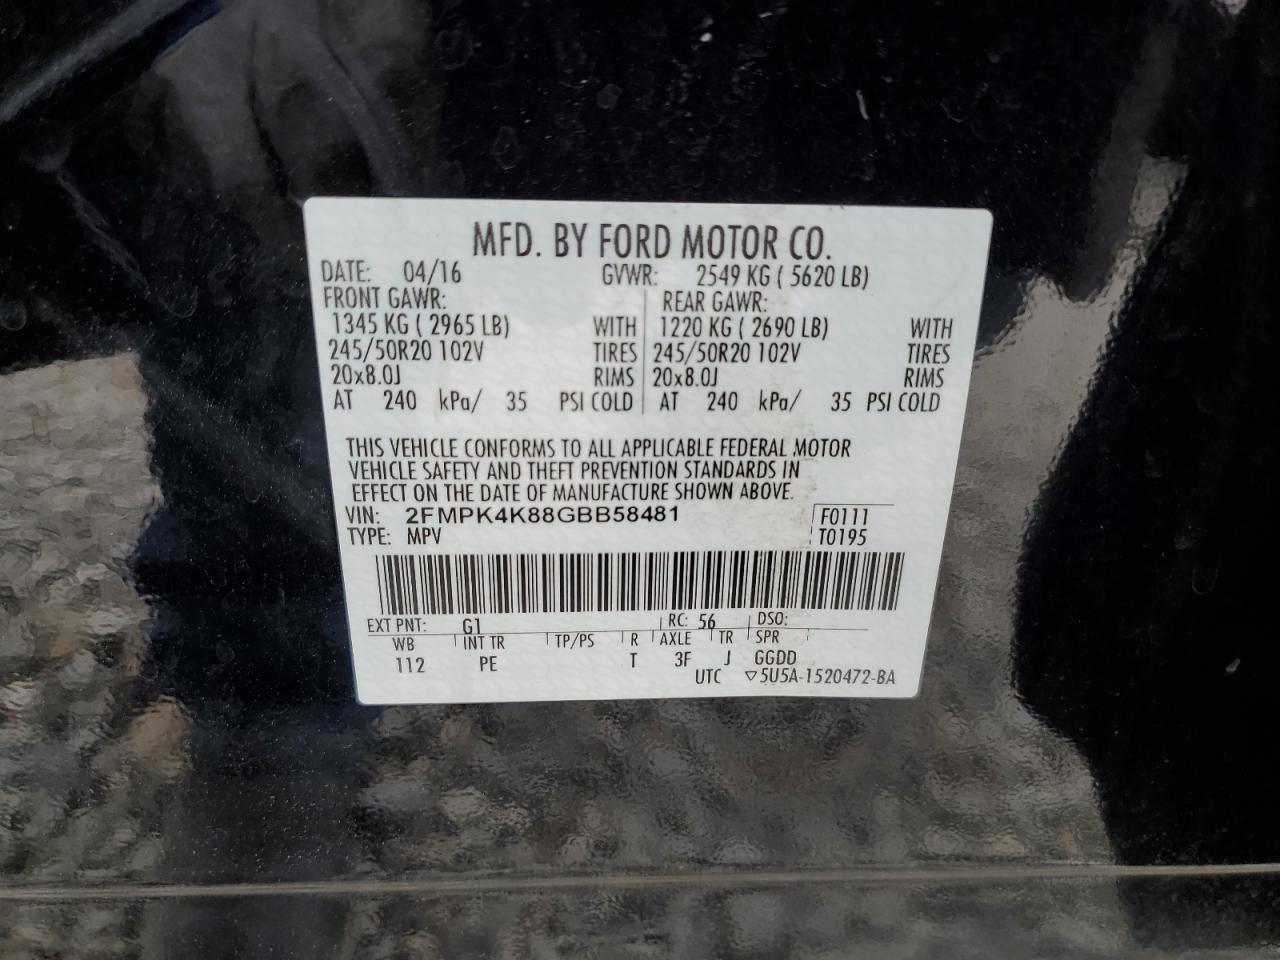 MFD. BY FORD MOTOR CO.
DATE: 04/16 GVWR: 2549 KG ( 5620 LB)
FRONT GAWR: REAR GAWR:
1345 KG ( 2965 LB) WITH 1220 KG ( 2690 LB) WITH
245/50R20 102V TIRES 245/50R20 102V TIRES
20x8.0J RIMS 20x8.0J RIMS
AT 240 kPa/ 35 PSI COLD AT 240 kPa/ 35 PSI COLD
THIS VEHICLE CONFORMS TO ALL APPLICABLE FEDERAL MOTOR
VEHICLE SAFETY AND THEFT PREVENTION STANDARDS IN
EFFECT ON THE DATE OF MANUFACTURE SHOWN ABOVE.
VIN: 2FMPK4K88GBB58481 F0111
TYPE: MPV T0195
EXT PNT: G1 RC: 56 DSO:
WB INT TR TP/PS R AXLE TR SPR
112 PE T 3F J GGDD
UTC ▽5U5A-1520472-BA